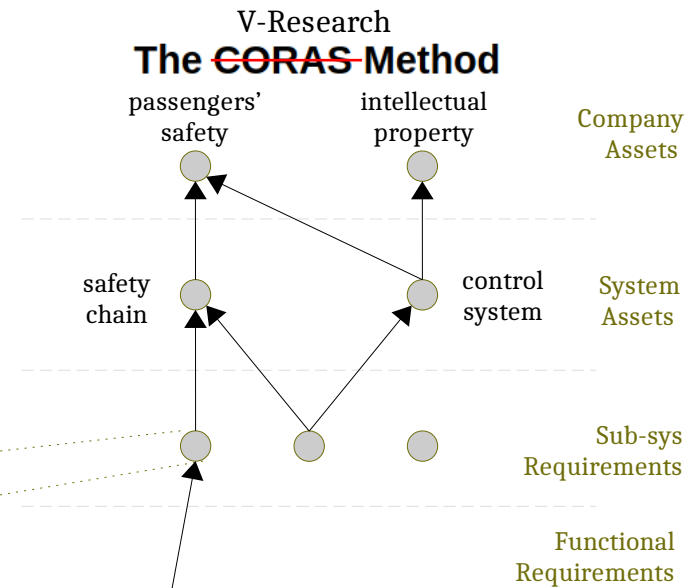 V-Research
The CORAS Method
passengers’
safety
intellectual
property
Company
Assets
safety
chain
control
system
System
Assets
Sub-sys
Requirements
Functional
Requirements